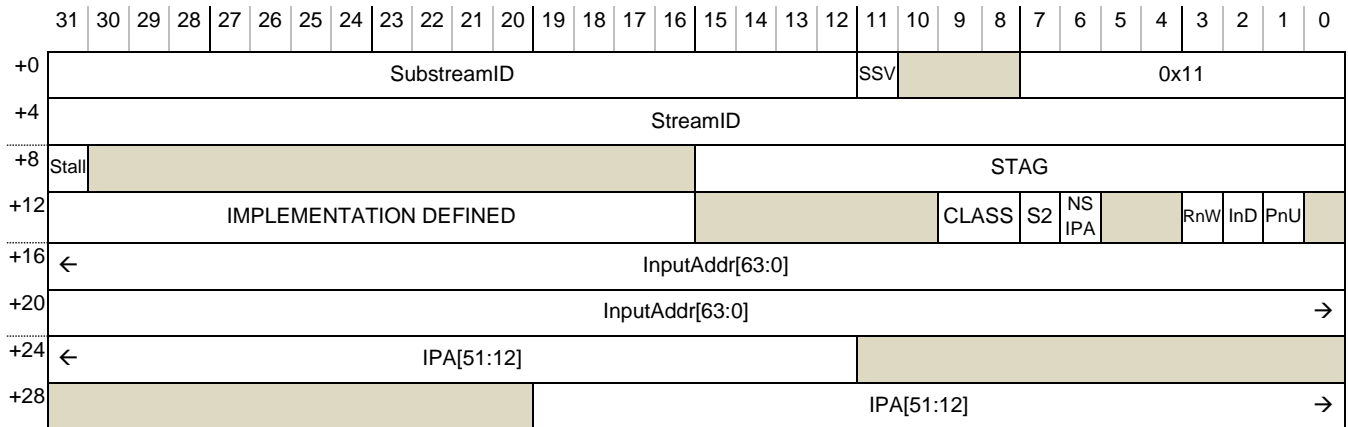 31 30 29 28 27 26 25 24 23 22 21 20 19 18 17 16 15 14 13 12 11 10 9 8 7 6 5 4 3 2 1 0
+0 SubstreamID SSV 0x11
+4 StreamID
+8 Stall STAG
+12 IMPLEMENTATION DEFINED CLASS S2 NS IPA RnW InD PnU
+16 ← InputAddr[63:0]
+20 InputAddr[63:0] →
+24 ← IPA[51:12]
+28 IPA[51:12] →